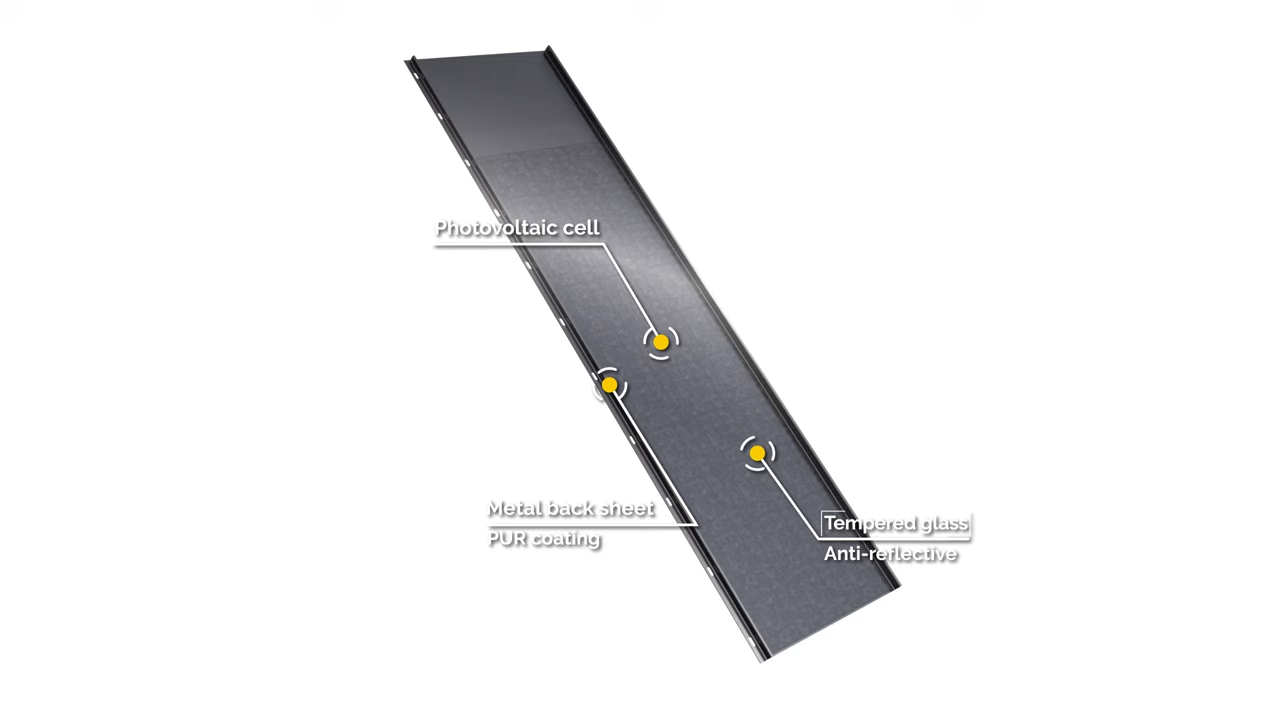 Photovoltaic cell
Metal back sheet
PUR coating
Tempered glass
Anti-reflective